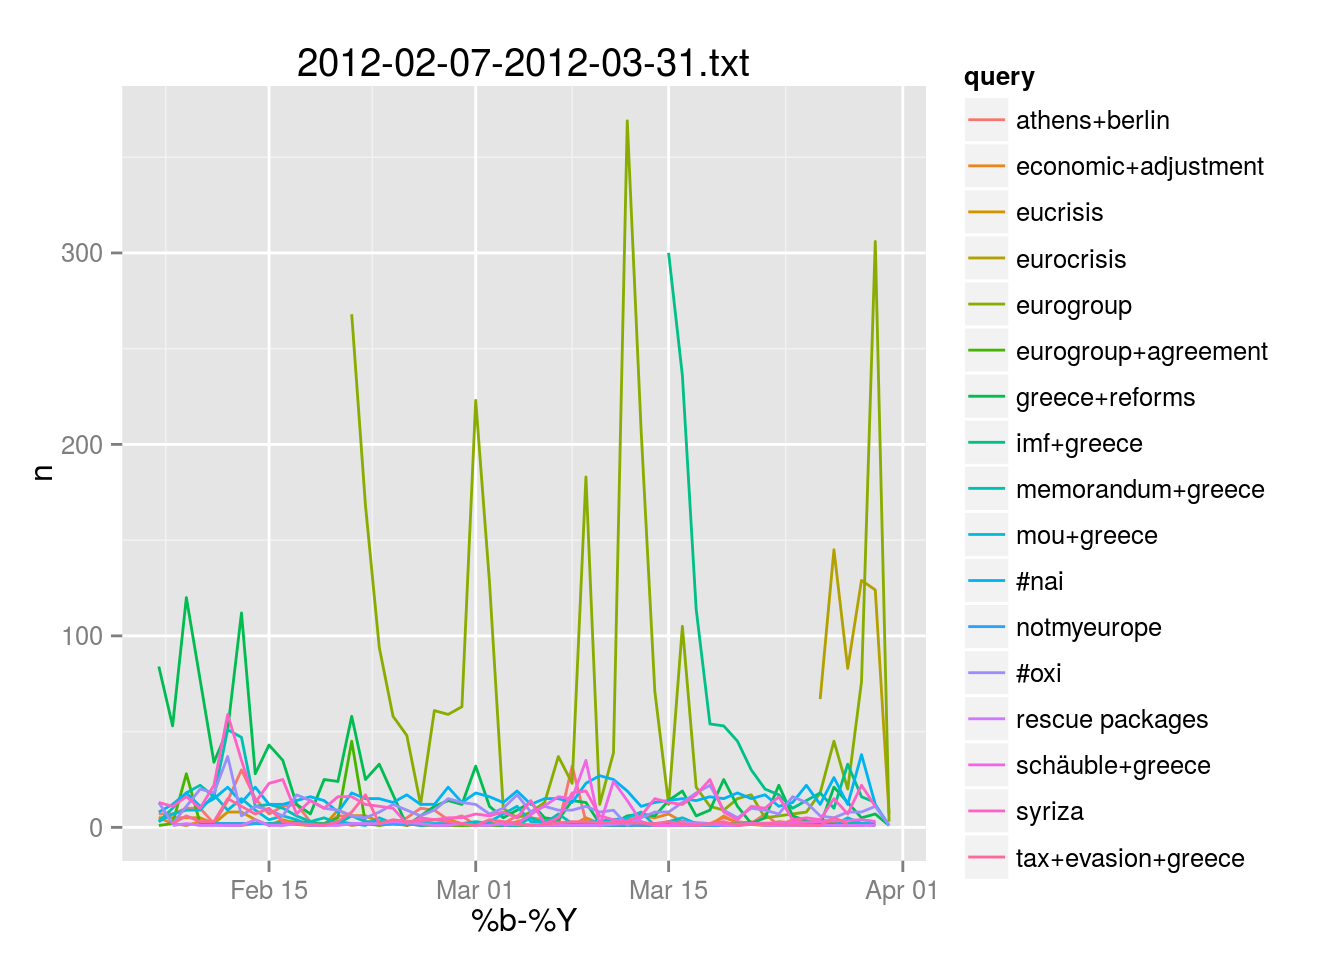 2012-02-07-2012-03-31.txt
n
300
200
100
0
Feb 15
Mar 01
Mar 15
Apr 01
%b-%Y
query
athens+berlin
economic+adjustment
eucrisis
eurocrisis
eurogroup
eurogroup+agreement
greece+reforms
imf+greece
memorandum+greece
mou+greece
#nai
notmyeurope
#oxi
rescue packages
schäuble+greece
syriza
tax+evasion+greece